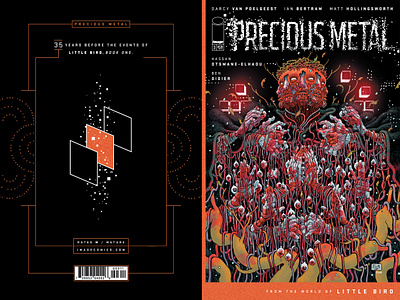 PRECIOUS METAL
35 YEARS BEFORE THE EVENTS OF
LITTLE BIRD, BOOK ONE.
RATED M / MATURE
IMAGECOMICS.COM
DARCY VAN POELGEEST IAN BERTRAM MATT HOLLINGSWORTH
PRECIOUS METAL
HASSAN
OTSMANE-ELHAOU
BEN
DIDIER
FROM THE WORLD OF LITTLE BIRD